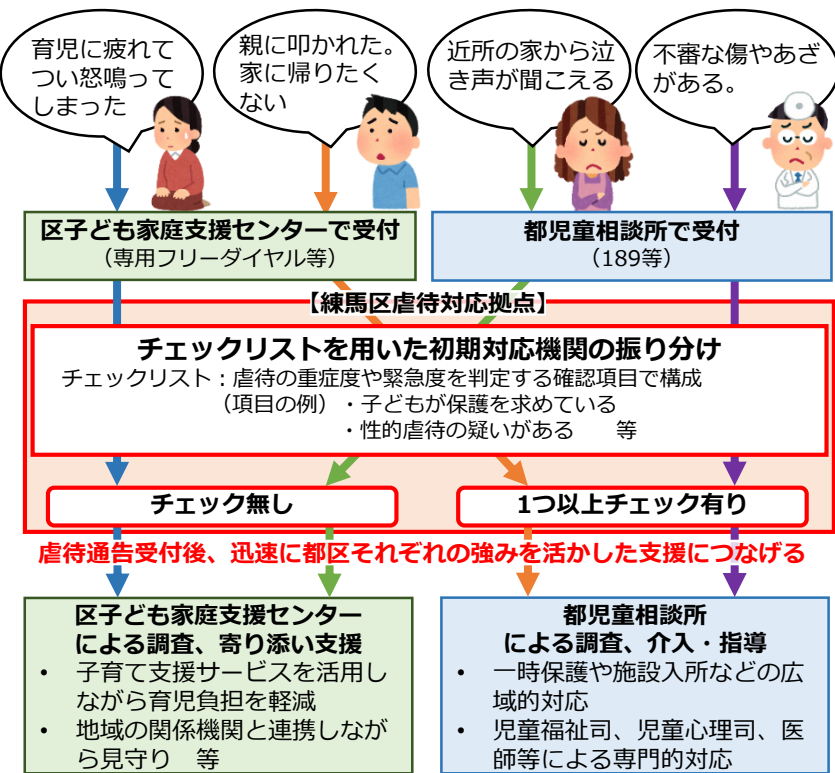 育児に疲れて
つい怒鳴って
しまった
親に叩かれた。
家に帰りたく
ない
近所の家から泣
き声が聞こえる
不審な傷やあざ
がある。
区子ども家庭支援センターで受付
（専用フリーダイヤル等）
都児童相談所で受付
（189等）
【練馬区虐待対応拠点】
チェックリストを用いた初期対応機関の振り分け
チェックリスト：虐待の重症度や緊急度を判定する確認項目で構成
（項目の例）・子どもが保護を求めている
・性的虐待の疑いがある　等
チェック無し
1つ以上チェック有り
虐待通告受付後、迅速に都区それぞれの強みを活かした支援につなげる
区子ども家庭支援センター
による調査、寄り添い支援
• 子育て支援サービスを活用し
ながら育児負担を軽減
• 地域の関係機関と連携しなが
ら見守り　等
都児童相談所
による調査、介入・指導
• 一時保護や施設入所などの広
域的対応
• 児童福祉司、児童心理司、医
師等による専門的対応